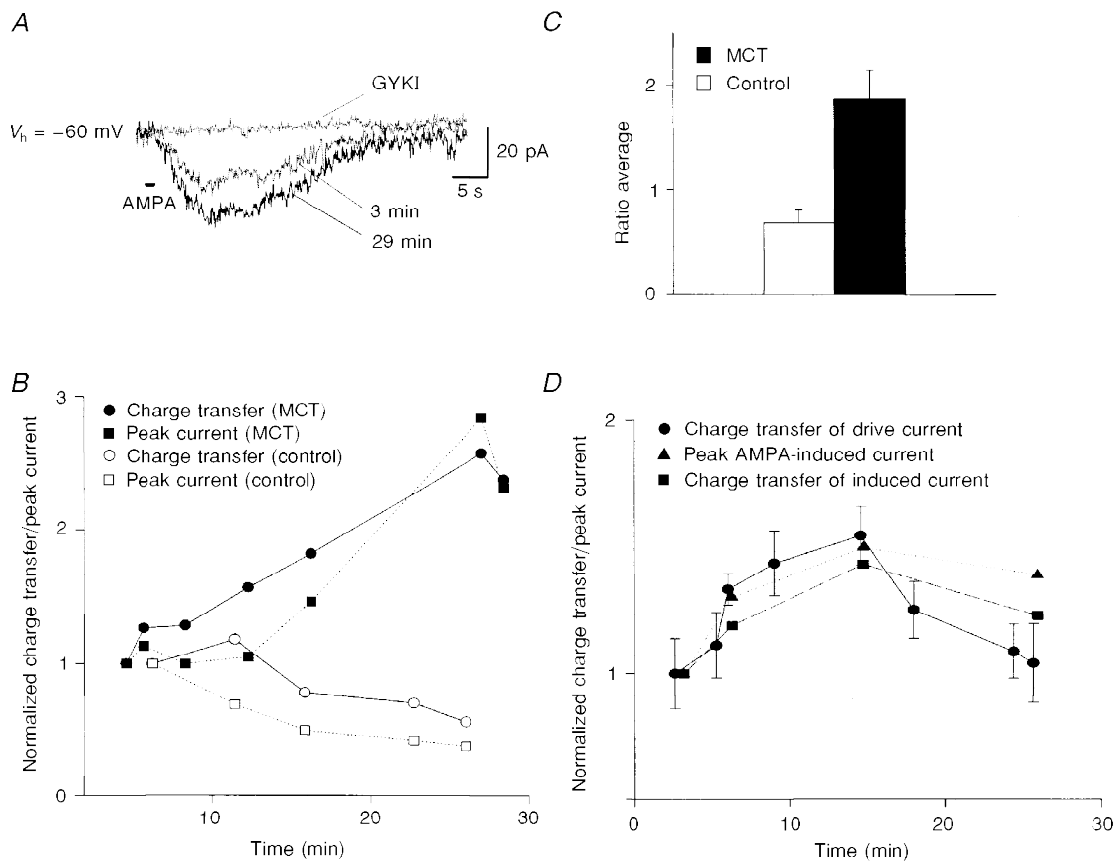 A
GYKI
Vh = −60 mV
20 pA
5 s
AMPA
3 min
29 min
C
MCT
Control
Ratio average
2
1
0
B
Normalized charge transfer/peak current
3
2
1
0
Charge transfer (MCT)
Peak current (MCT)
Charge transfer (control)
Peak current (control)
10
20
30
Time (min)
D
Normalized charge transfer/peak current
2
1
Charge transfer of drive current
Peak AMPA-induced current
Charge transfer of induced current
0
10
20
30
Time (min)